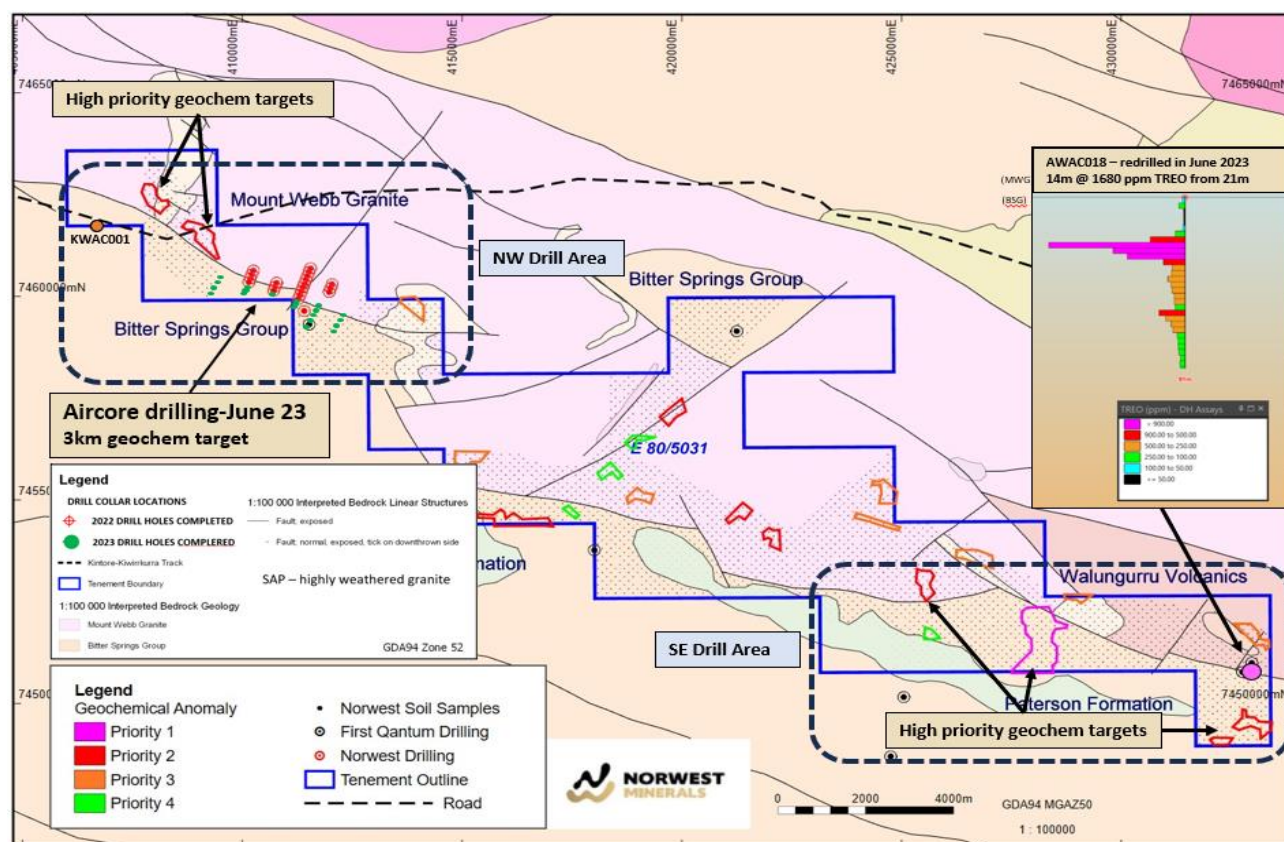 410000mE
415000mE
420000mE
425000mE
430000mE
7465000mN
7465000mN
High priority geochem targets
AWAC018 – redrilled in June 2023
14m @ 1680 ppm TREO from 21m
(MWG)
(BSG)
Mount Webb Granite
KWAC001
NW Drill Area
7460000mN
Bitter Springs Group
Bitter Springs Group
Aircore drilling-June 23
3km geochem target
TREO (ppm) - DH Assays
> 900.00
900.00 to 500.00
500.00 to 250.00
250.00 to 100.00
100.00 to 50.00
<= 50.00
E 80/5031
Legend
DRILL COLLAR LOCATIONS
2022 DRILL HOLES COMPLETED
2023 DRILL HOLES COMPLERED
Kintore-Kiwirrkurra Track
Tenement Boundary
1:100 000 Interpreted Bedrock Geology
Mount Webb Granite
Bitter Springs Group
1:100 000 Interpreted Bedrock Linear Structures
Fault, exposed
Fault; normal, exposed, tick on downthrown side
SAP – highly weathered granite
GDA94 Zone 52
mation
Walungurru Volcanics
SE Drill Area
745000
7450000mN
Paterson Formation
High priority geochem targets
Legend
Geochemical Anomaly
Priority 1
Priority 2
Priority 3
Priority 4
Norwest Soil Samples
First Qantum Drilling
Norwest Drilling
Tenement Outline
Road
NORWEST
MINERALS
0 2000 4000m
GDA94 MGAZ50
1 : 100000